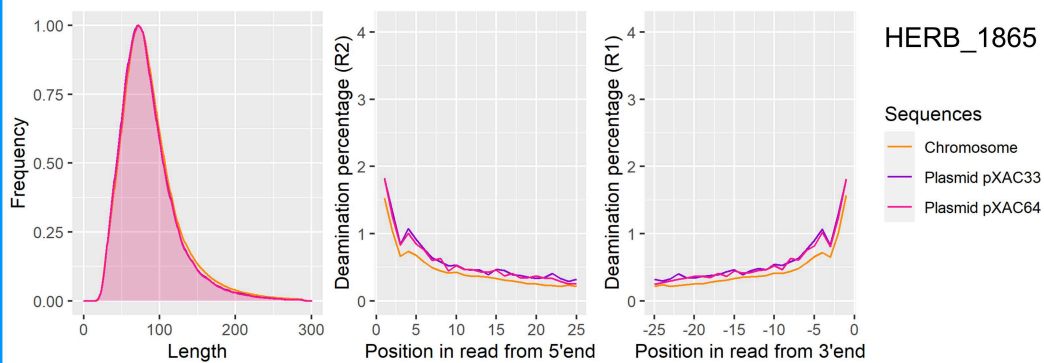 HERB_1865
Frequency
1.00
0.75
0.50
0.25
0.00
0
100
200
300
Length
Deamination percentage (R2)
4
3
2
1
0
0
5
10
15
20
25
Position in read from 5'end
Deamination percentage (R1)
4
3
2
1
0
-25
-20
-15
-10
-5
0
Position in read from 3'end
Sequences
Chromosome
Plasmid pXAC33
Plasmid pXAC64